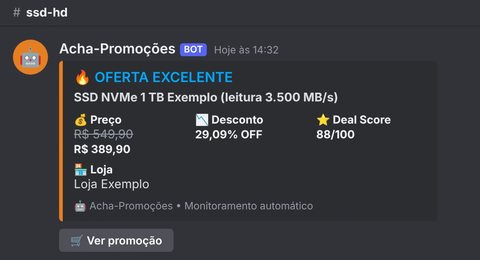 # ssd-hd
Acha-Promoções BOT Hoje às 14:32
🔥 OFERTA EXCELENTE
SSD NVMe 1 TB Exemplo (leitura 3.500 MB/s)
💰 Preço 📉 Desconto ⭐ Deal Score
R$ 549,90 29,09% OFF 88/100
R$ 389,90
🏪 Loja
Loja Exemplo
🤖 Acha-Promoções • Monitoramento automático
🛒 Ver promoção